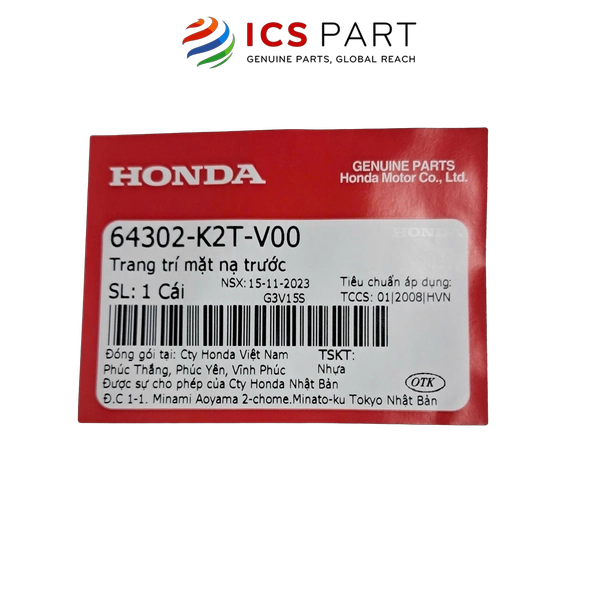 ICS PART
GENUINE PARTS, GLOBAL REACH
HONDA
GENUINE PARTS
Honda Motor Co., Ltd.
HONDA
64302-K2T-V00
Trang trí mặt nạ trước
SL: 1 Cái
NSX: 15-11-2023
G3V15S
Tiêu chuẩn áp dụng:
TCCS: 01|2008|HVN
Đóng gói tại: Cty Honda Việt Nam
Phúc Thắng, Phúc Yên, Vĩnh Phúc
TSKT:
Nhựa
Được sự cho phép của Cty Honda Nhật Bản
Đ.C 1-1. Minami Aoyama 2-chome.Minato-ku Tokyo Nhật Bản
OTK